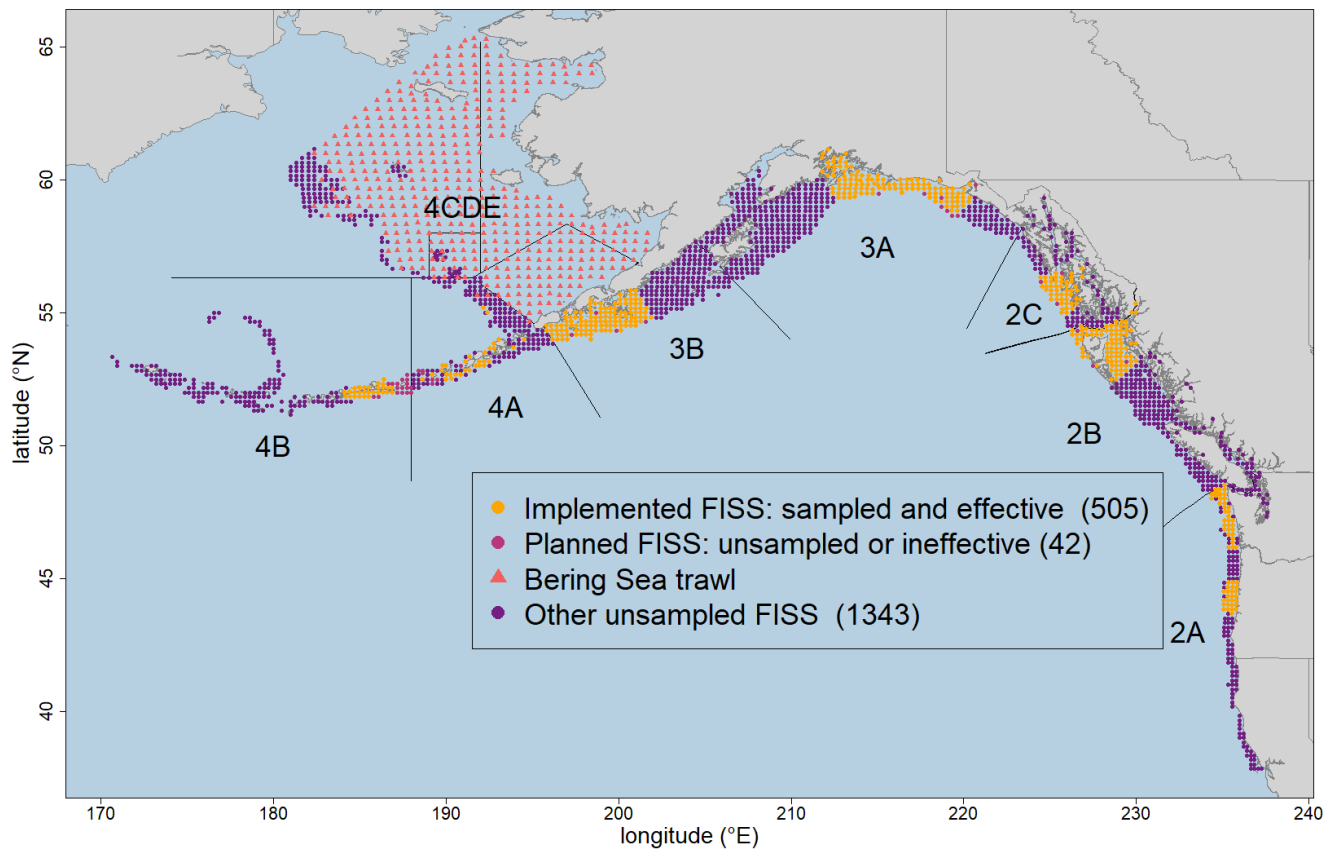 65
60
55
50
45
40
latitude (°N)
4CDE
3A
2C
3B
4A
2B
4B
Implemented FISS: sampled and effective (505)
Planned FISS: unsampled or ineffective (42)
Bering Sea trawl
Other unsampled FISS (1343)
2A
170 180 190 200 210 220 230 240
longitude (°E)